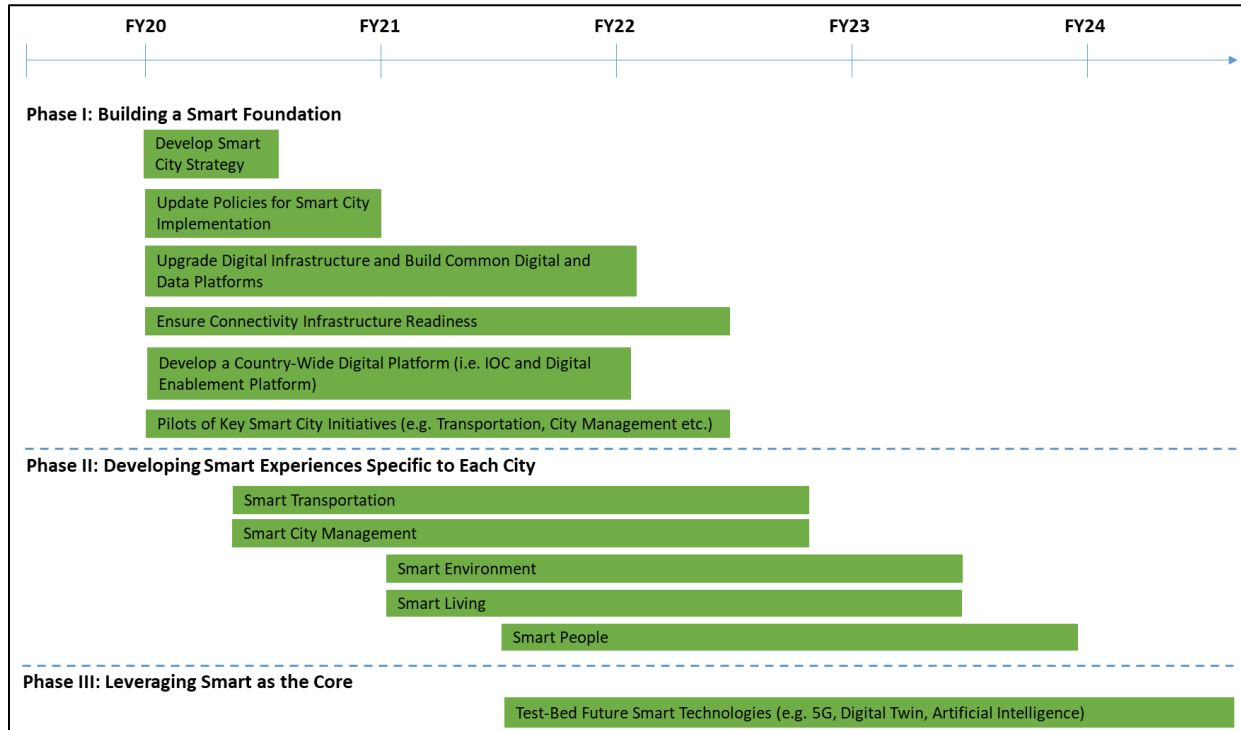 FY20 FY21 FY22 FY23 FY24
Phase I: Building a Smart Foundation
Develop Smart
City Strategy
Update Policies for Smart City
Implementation
Upgrade Digital Infrastructure and Build Common Digital and
Data Platforms
Ensure Connectivity Infrastructure Readiness
Develop a Country-Wide Digital Platform (i.e. IOC and Digital
Enablement Platform)
Pilots of Key Smart City Initiatives (e.g. Transportation, City Management etc.)
Phase II: Developing Smart Experiences Specific to Each City
Smart Transportation
Smart City Management
Smart Environment
Smart Living
Smart People
Phase III: Leveraging Smart as the Core
Test-Bed Future Smart Technologies (e.g. 5G, Digital Twin, Artificial Intelligence)